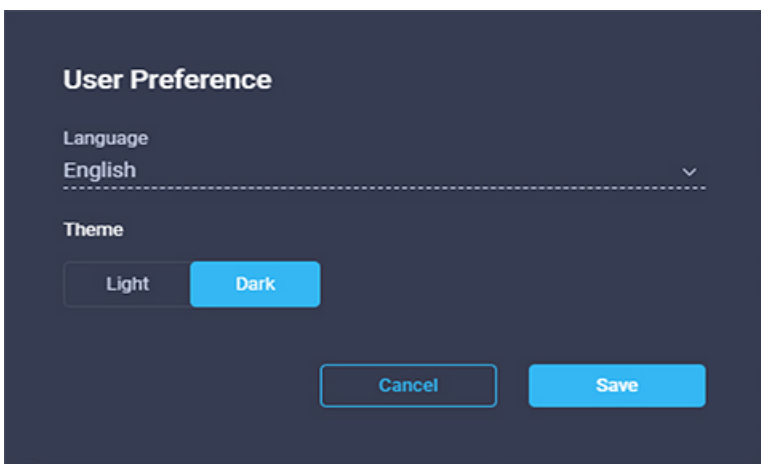 User Preference
Language
English
Theme
Light Dark
Cancel Save